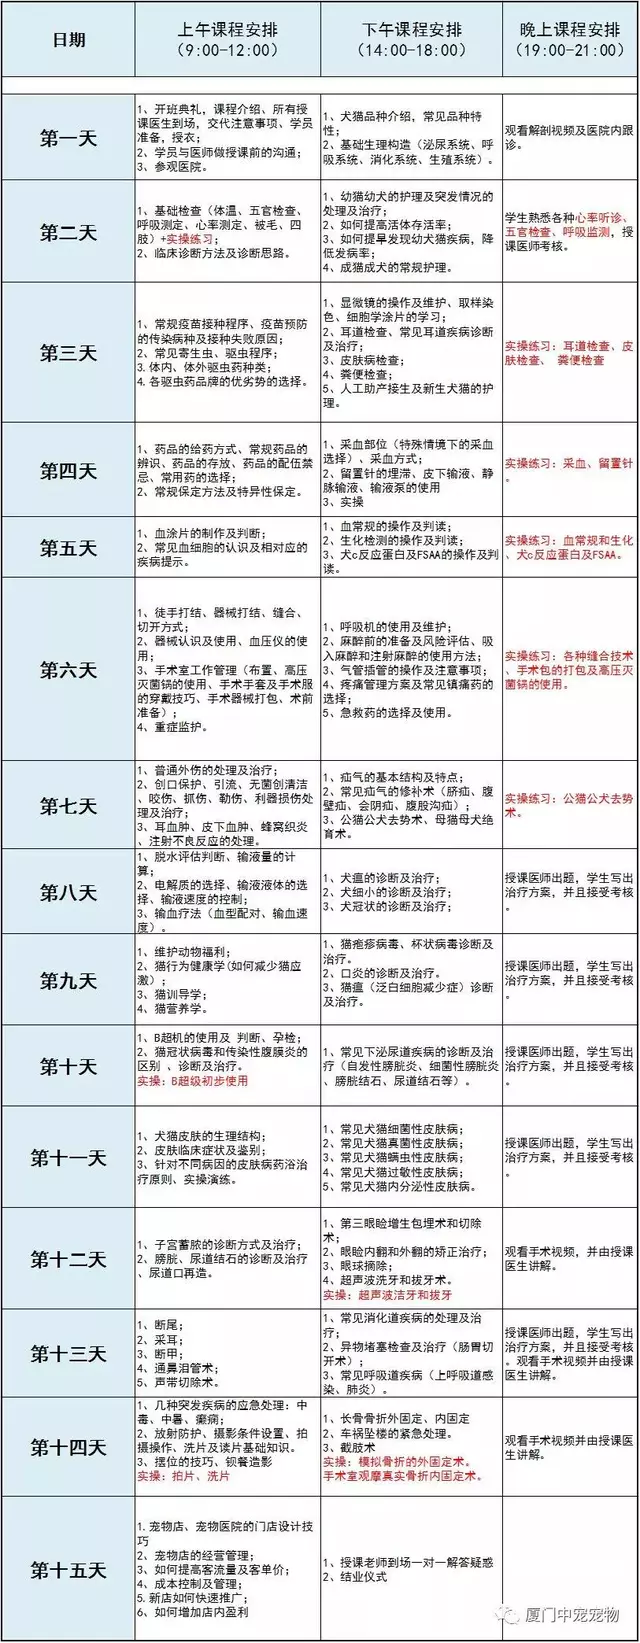 日期
上午课程安排
(9:00-12:00)
下午课程安排
(14:00-18:00)
晚上课程安排
(19:00-21:00)
第一天
1、开班典礼，课程介绍、所有授
课医生到场，交代注意事项、学员
准备，授衣；
2、学员与医师做授课前的沟通；
3、参观医院。
1、犬猫品种介绍，常见品种特
性；
2、基础生理构造（泌尿系统、呼
吸系统、消化系统、生殖系统）。
观看解剖视频及医院内跟
诊。
第二天
1、基础检查（体温、五官检查、
呼吸测定、心率测定、被毛、四
肢）+实操练习；
2、临床诊断方法及诊断思路。
1、幼猫幼犬的护理及突发情况的
处理及治疗；
2、如何提高活体存活率；
3、如何提早发现幼犬猫疾病，降
低发病率；
4、成猫成犬的常规护理。
学生熟悉各种心率听诊、
五官检查、呼吸监测，授
课医师考核。
第三天
1、常规疫苗接种程序、疫苗预防
的传染病种及接种失败原因；
2、常见寄生虫、驱虫程序；
3.体内、体外驱虫药种类；
4.各驱虫药品牌的优劣势的选择。
1、显微镜的操作及维护、取样染
色、细胞学涂片的学习；
2、耳道检查、常见耳道疾病诊断
及治疗；
3、皮肤病检查；
4、粪便检查；
5、人工助产接生及新生犬猫的护
理。
实操练习：耳道检查、皮
肤检查、 粪便检查
第四天
1、药品的给药方式、常规药品的
辨识、药品的存放、药品的配伍禁
忌、常用药的选择；
2、常规保定方法及特异性保定。
1、采血部位（特殊情境下的采血
选择）、采血方式；
2、留置针的埋滞、皮下输液、静
脉输液、输液泵的使用
3、实操
实操练习：采血、留置针
。
第五天
1、血涂片的制作及判断；
2、常见血细胞的认识及相对应的
疾病提示。
1、血常规的操作及判读；
2、生化检测的操作及判读；
3、犬c反应蛋白及FSAA的操作及判
读。
实操练习：血常规和生化
、犬c反应蛋白及FSAA。
第六天
1、徒手打结、器械打结、缝合、
切开方式；
2、器械认识及使用、血压仪的使
用；
3、手术室工作管理（布置、高压
灭菌锅的使用、手术手套及手术服
的穿戴技巧、手术器械打包、术前
准备）；
4、重症监护。
1、呼吸机的使用及维护；
2、麻醉前的准备及风险评估、吸
入麻醉和注射麻醉的使用方法；
3、气管插管的操作及注意事项；
4、疼痛管理方案及常见镇痛药的
选择；
5、急救药的选择及使用。
实操练习：各种缝合技术
、手术包的打包及高压灭
菌锅的使用。
第七天
1、普通外伤的处理及治疗；
2、创口保护、引流、无菌创清洁
、咬伤、抓伤、勒伤、利器损伤处
理及治疗；
3、耳血肿、皮下血肿、蜂窝织炎
、注射不良反应的处理。
1、疝气的基本结构及特点；
2、常见疝气的修补术（脐疝、腹
壁疝、会阴疝、腹股沟疝）；
3、公猫公犬去势术、母猫母犬绝
育术。
实操练习：公猫公犬去势
术。
第八天
1、脱水评估判断、输液量的计
算；
2、电解质的选择、输液液体的选
择、输液速度的控制；
3、输血疗法（血型配对、输血速
度）。
1、犬瘟的诊断及治疗；
2、犬细小的诊断及治疗；
3、犬冠状的诊断及治疗；
授课医师出题，学生写出
治疗方案，并且接受考核
。
第九天
1、维护动物福利；
2、猫行为健康学(如何减少猫应
激）；
3、猫训导学；
4、猫营养学。
1、猫疱疹病毒、杯状病毒诊断及
治疗。
2、口炎的诊断及治疗。
3、猫瘟（泛白细胞减少症）诊断
及治疗。
授课医师出题，学生写出
治疗方案，并且接受考核
。
第十天
1、B超机的使用及 判断、孕检；
2、猫冠状病毒和传染性腹膜炎的
区别 、诊断及治疗。
实操：B超级初步使用
1、常见下泌尿道疾病的诊断及治
疗（自发性膀胱炎、细菌性膀胱炎
、膀胱结石、尿道结石等）。
授课医师出题，学生写出
治疗方案，并且接受考核
。
第十一天
1、犬猫皮肤的生理结构；
2、皮肤临床症状及鉴别；
3、针对不同病因的皮肤病药浴治
疗原则、实操演练。
1、常见犬猫细菌性皮肤病；
2、常见犬猫真菌性皮肤病；
3、常见犬猫螨虫性皮肤病；
4、常见犬猫过敏性皮肤病；
5、常见犬猫内分泌性皮肤病。
授课医师出题，学生写出
治疗方案，并且接受考核
。
第十二天
1、子宫蓄脓的诊断方式及治疗；
2、膀胱、尿道结石的诊断及治疗
、尿道口再造。
1、第三眼睑增生包埋术和切除
术；
2、眼睑内翻和外翻的矫正治疗；
3、眼球摘除；
4、超声波洗牙和拔牙术。
实操：超声波洁牙和拔牙
观看手术视频，并由授课
医生讲解。
第十三天
1、断尾；
2、采耳；
3、断甲；
4、通鼻泪管术；
5、声带切除术。
1、常见消化道疾病的处理及治
疗；
2、异物堵塞检查及治疗（肠胃切
开术）；
3、常见呼吸道疾病（上呼吸道感
染、肺炎）。
授课医师出题，学生写出
治疗方案，并且接受考核
。观看手术视频并由授课
医生讲解。
第十四天
1、几种突发疾病的应急处理：中
毒、中暑、癫痫；
2、放射防护、摄影条件设置、拍
摄操作、洗片及读片基础知识。
3、摆位的技巧、钡餐造影
实操：拍片、洗片
1、长骨骨折外固定、内固定
2、车祸坠楼的紧急处理。
3、截肢术
实操：模拟骨折的外固定术。
手术室观摩真实骨折内固定术。
观看手术视频并由授课医
生讲解。
第十五天
1.宠物店、宠物医院的门店设计技
巧
2、宠物店的经营管理；
3、如何提高客流量及客单价；
4、成本控制及管理；
5.新店如何快速推广；
6、如何增加店内盈利
1、授课老师到场一对一解答疑惑
2、结业仪式
厦门中宠宠物